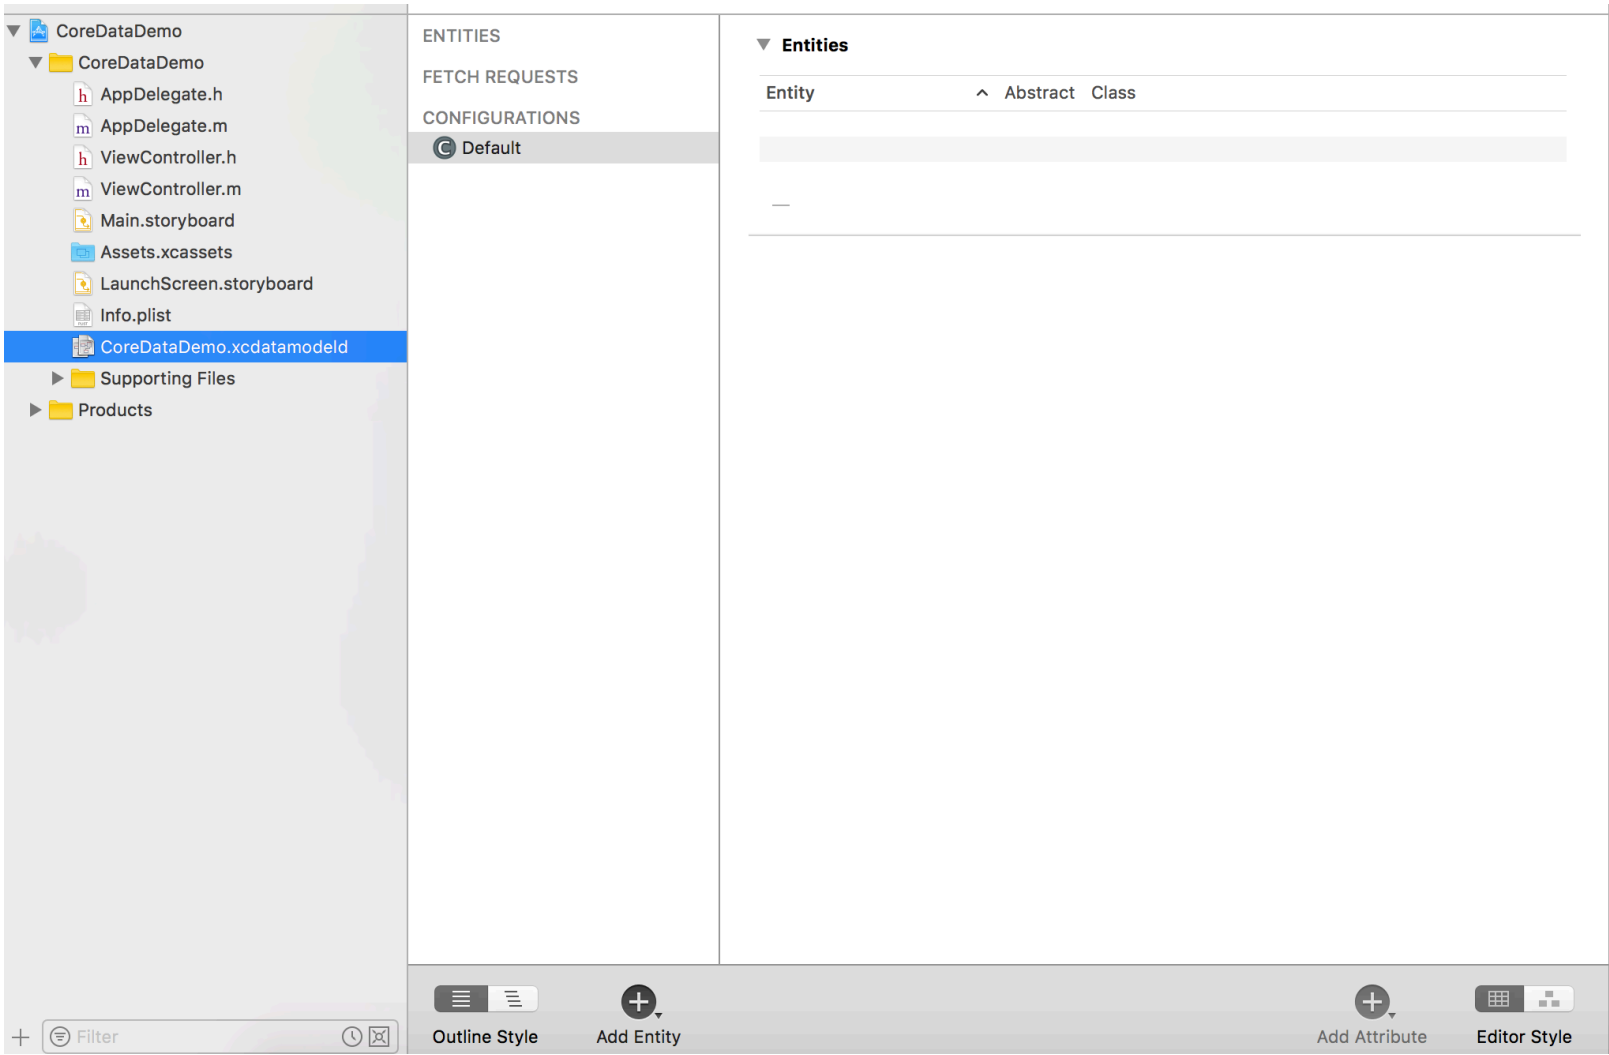 CoreDataDemo
CoreDataDemo
h AppDelegate.h
m AppDelegate.m
h ViewController.h
m ViewController.m
Main.storyboard
Assets.xcassets
LaunchScreen.storyboard
Info.plist
CoreDataDemo.xcdatamodeld
Supporting Files
Products
Filter
ENTITIES
FETCH REQUESTS
CONFIGURATIONS
C Default
Entities
Entity Abstract Class
Outline Style Add Entity Add Attribute Editor Style